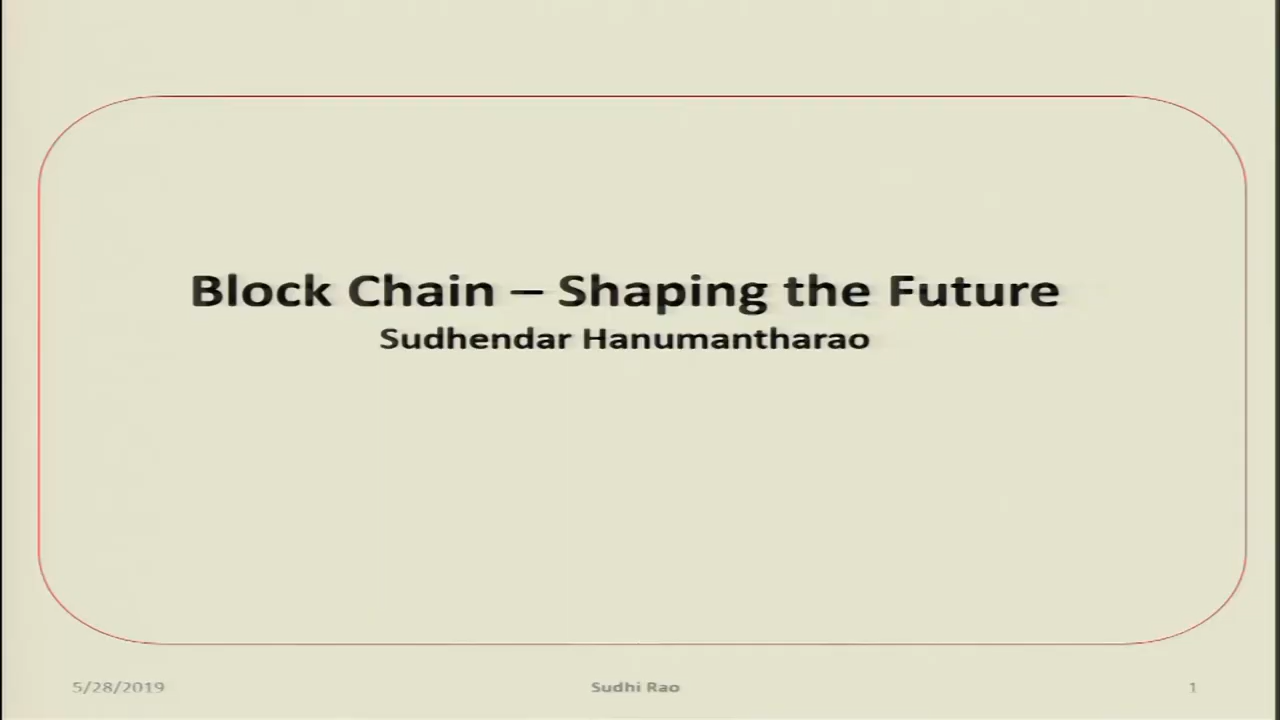 Block Chain – Shaping the Future
Sudhendar Hanumantharao
5/28/2019
Sudhi Rao
1